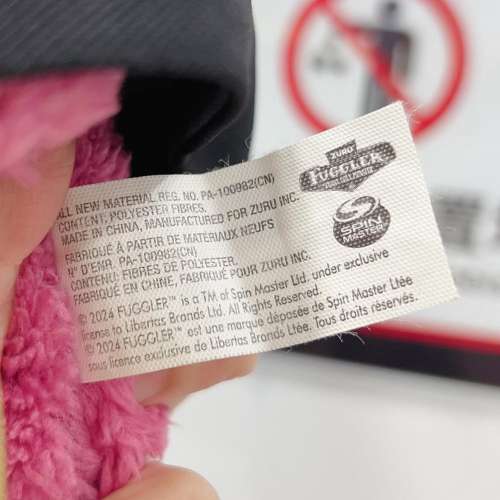 ALL NEW MATERIAL REG. NO. PA-100982(CN)
CONTENT: POLYESTER FIBRES.
MADE IN CHINA, MANUFACTURED FOR ZURU INC.
FABRIQUÉ À PARTIR DE MATÉRIAUX NEUFS
N° D'ENR. PA-100982(CN)
CONTENU: FIBRES DE POLYESTER.
FABRIQUÉ EN CHINE, FABRIQUÉ POUR ZURU INC.
© 2024 FUGGLER™ is a TM of Spin Master Ltd, under exclusive
license to Libertas Brands Ltd. All Rights Reserved.
© 2024 FUGGLER™ est une marque déposée de Spin Master Ltée
sous licence exclusive de Libertas Brands Ltée. Tous droits réservés.
ZURU
FUGGLER
SPIN
MASTER